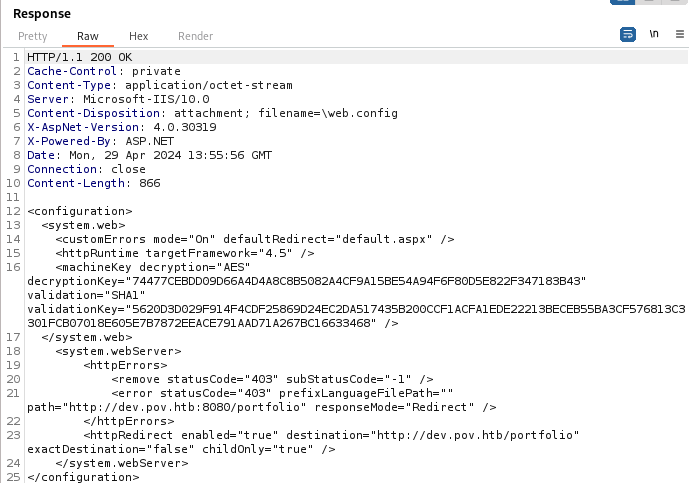 Response
Pretty Raw Hex Render \n
1 HTTP/1.1 200 OK
2 Cache-Control: private
3 Content-Type: application/octet-stream
4 Server: Microsoft-IIS/10.0
5 Content-Disposition: attachment; filename=\web.config
6 X-AspNet-Version: 4.0.30319
7 X-Powered-By: ASP.NET
8 Date: Mon, 29 Apr 2024 13:55:56 GMT
9 Connection: close
10 Content-Length: 866
11
12 <configuration>
13 <system.web>
14 <customErrors mode="On" defaultRedirect="default.aspx" />
15 <httpRuntime targetFramework="4.5" />
16 <machineKey decryption="AES"
decryptionKey="74477CEBDD09D66A4D4A8C8B5082A4CF9A15BE54A94F6F80D5E822F347183B43"
validation="SHA1"
validationKey="5620D3D029F914F4CDF25869D24EC2DA517435B200CCF1ACFA1EDE22213BECEB55BA3CF576813C3
301FCB07018E605E7B7872EEACE791AAD71A267BC16633468" />
17 </system.web>
18 <system.webServer>
19 <httpErrors>
20 <remove statusCode="403" subStatusCode="-1" />
21 <error statusCode="403" prefixLanguageFilePath=""
path="http://dev.pov.htb:8080/portfolio" responseMode="Redirect" />
22 </httpErrors>
23 <httpRedirect enabled="true" destination="http://dev.pov.htb/portfolio"
exactDestination="false" childOnly="true" />
24 </system.webServer>
25 </configuration>